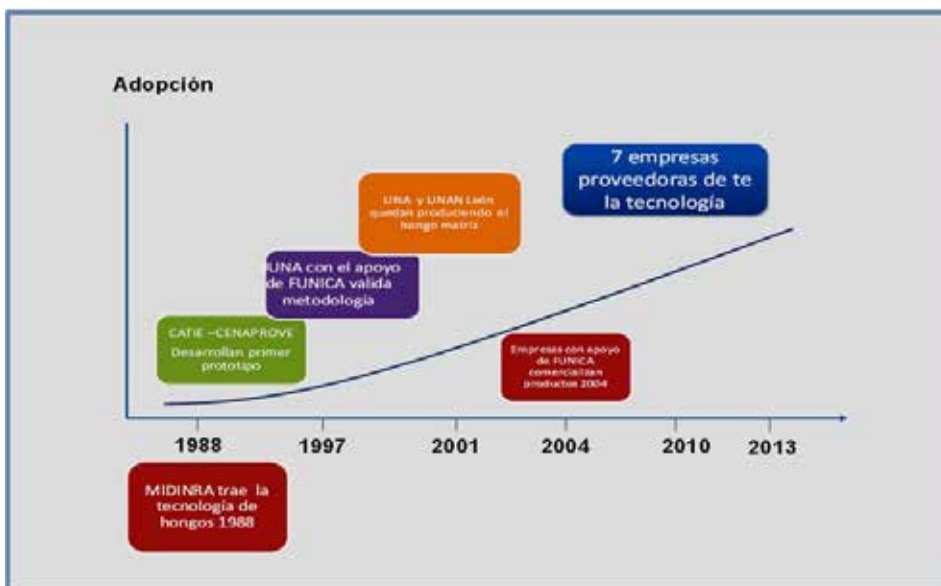 Adopción
7 empresas
proveedoras de te
la tecnología
UNA y UNAN León
quedan produciendo el
hongo matriz
UNA con el apoyo
de FUNICA valida
metodología
CATIE –CENAPROVE
Desarrollan primer
prototipo
Empresas con apoyo
de FUNICA
comercializan
productos 2004
1988
1997
2001
2004
2010
2013
MIDINRA trae la
tecnología de
hongos 1988